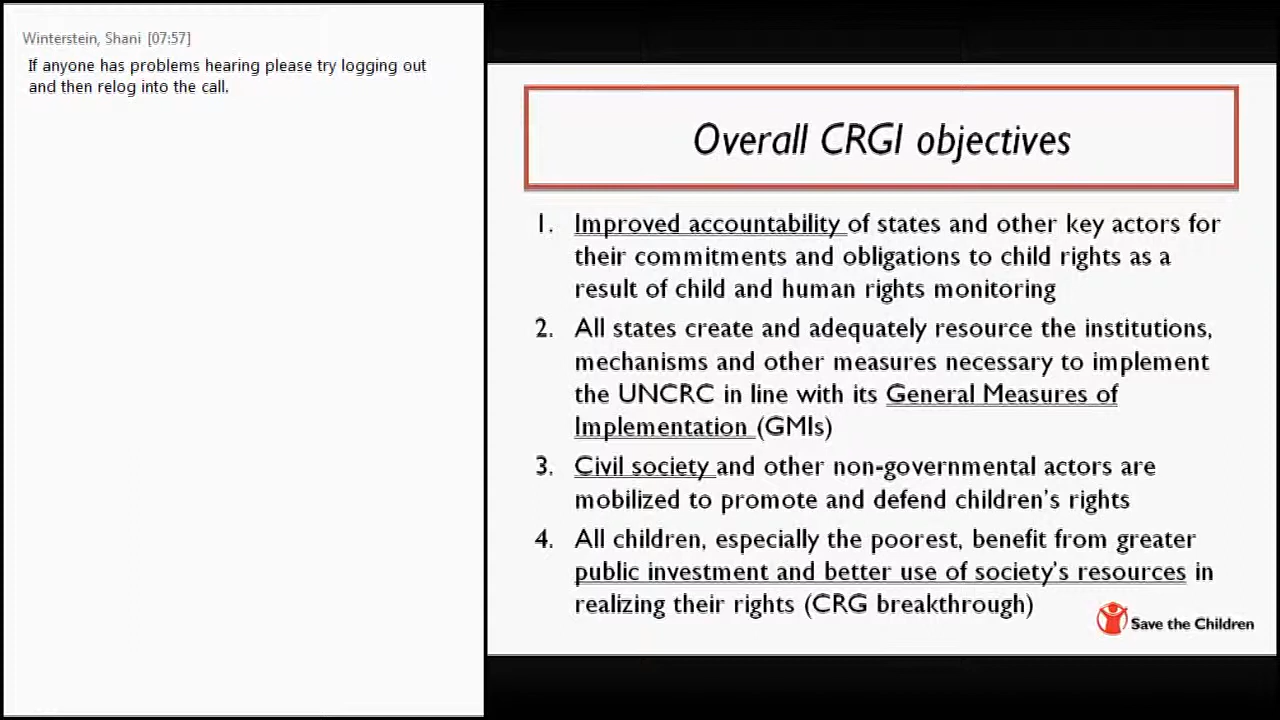 Winterstein, Shani [07:57]
If anyone has problems hearing please try logging out
and then relog into the call.
Overall CRGI objectives
1. Improved accountability of states and other key actors for
their commitments and obligations to child rights as a
result of child and human rights monitoring
2. All states create and adequately resource the institutions,
mechanisms and other measures necessary to implement
the UNCRC in line with its General Measures of
Implementation (GMIs)
3. Civil society and other non-governmental actors are
mobilized to promote and defend children's rights
4. All children, especially the poorest, benefit from greater
public investment and better use of society's resources in
realizing their rights (CRG breakthrough)
Save the Children